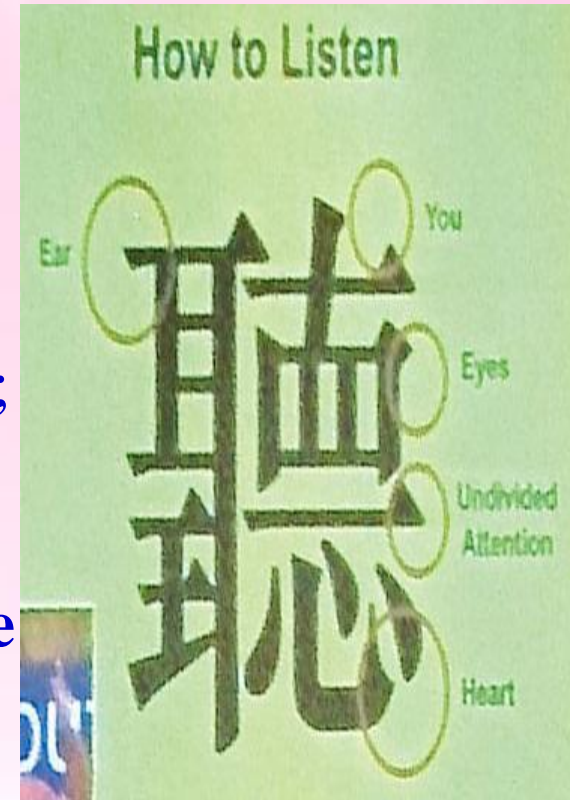 How to Listen
Ear
聽
You
Eyes
Undivided
Attention
Heart
;
e